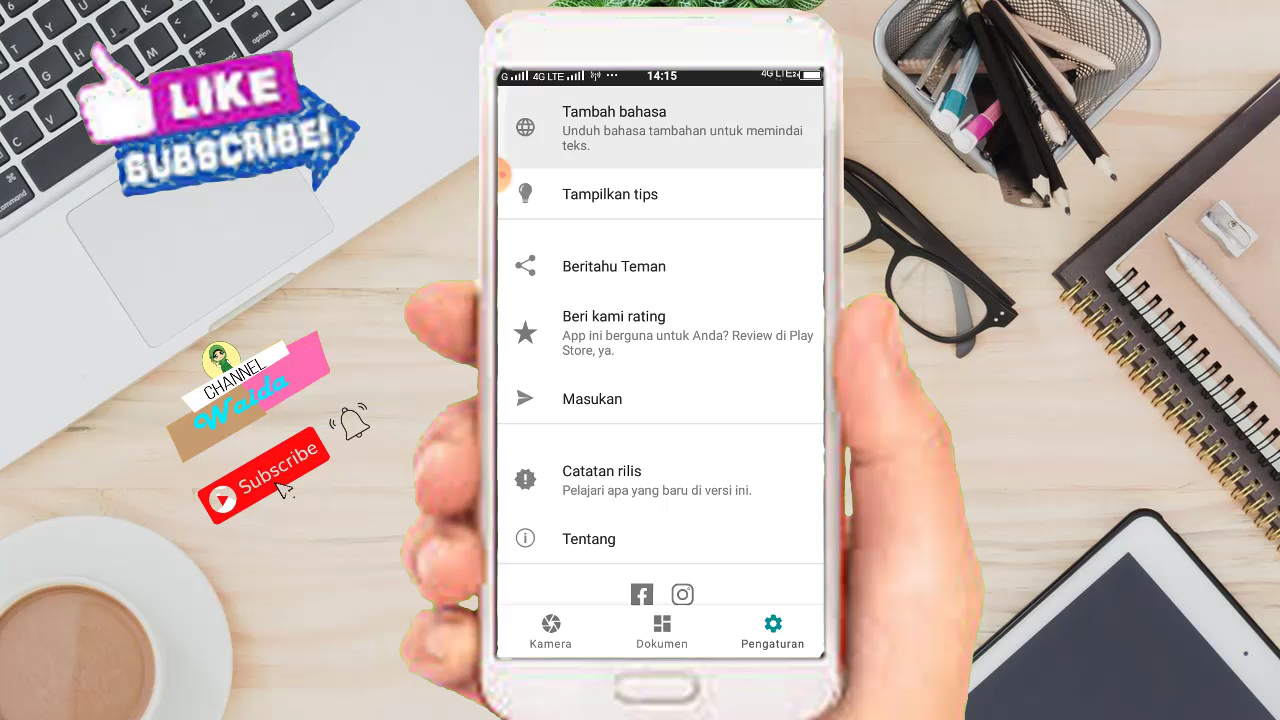 LIKE
SUBSCRIBE!
CHANNEL
Walda
Subscribe
G 4G LTE 14:15 4G LTE
Tambah bahasa
Unduh bahasa tambahan untuk memindai
teks.
Tampilkan tips
Beritahu Teman
Beri kami rating
App ini berguna untuk Anda? Review di Play
Store, ya.
Masukan
Catatan rilis
Pelajari apa yang baru di versi ini.
Tentang
Kamera Dokumen Pengaturan